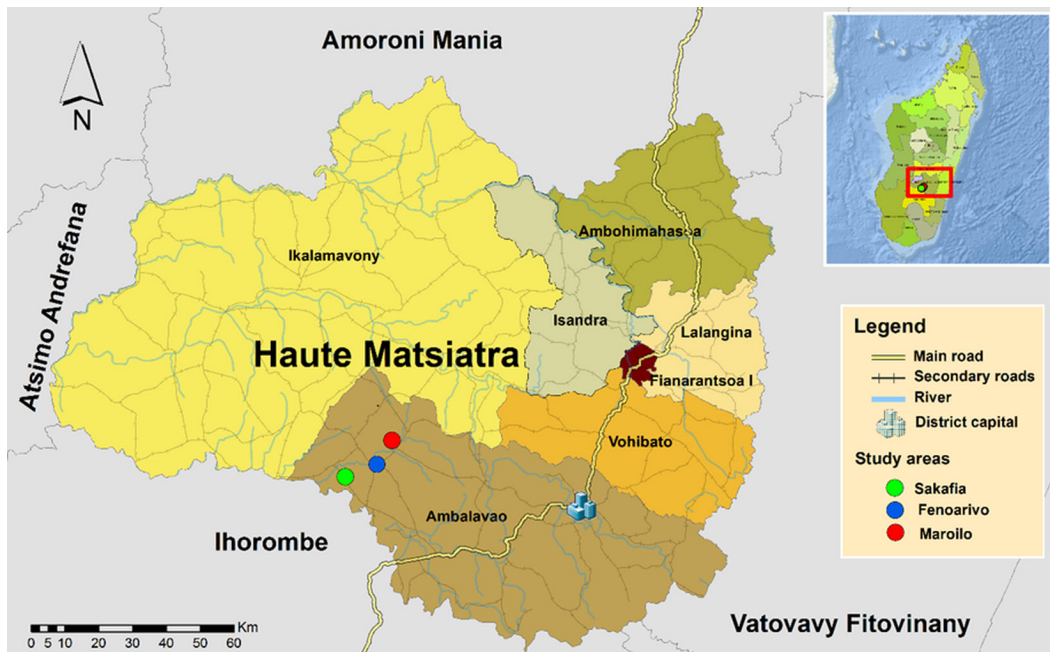 Amoroni Mania
N
Atsimo Andrefana
Ambohimahasoa
Ikalamavony
Isandra
Lalangina
Haute Matsiatra
Fianarantsoa I
Vohibato
Ambalavao
Ihorombe
Vatovavy Fitovinany
0 5 10 20 30 40 50 60 Km
Legend
Main road
Secondary roads
River
District capital
Study areas
Sakafia
Fenoarivo
Maroilo